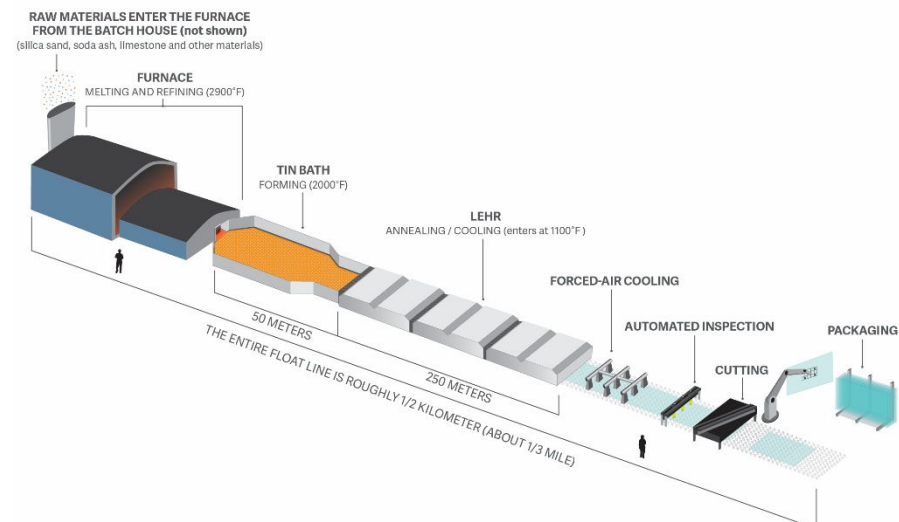 RAW MATERIALS ENTER THE FURNACE
FROM THE BATCH HOUSE (not shown)
(silica sand, soda ash, limestone and other materials)
FURNACE
MELTING AND REFINING (2900°F)
TIN BATH
FORMING (2000°F)
LEHR
ANNEALING / COOLING (enters at 1100°F )
FORCED-AIR COOLING
AUTOMATED INSPECTION
CUTTING
PACKAGING
50 METERS
250 METERS
THE ENTIRE FLOAT LINE IS ROUGHLY 1/2 KILOMETER (ABOUT 1/3 MILE)